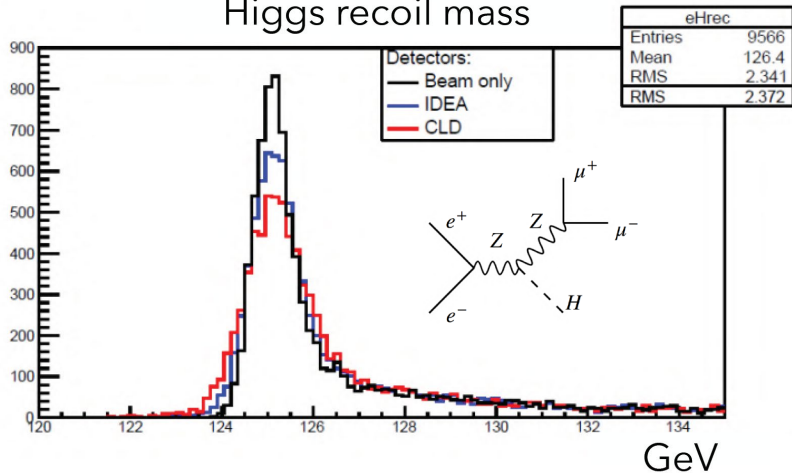 Higgs recoil mass
eHrec
Entries 9566
Mean 126.4
RMS 2.341
RMS 2.372
Detectors:
Beam only
IDEA
CLD
900
800
700
600
500
400
300
200
100
0
e+
e−
Z
Z
μ+
μ−
H
120 122 124 126 128 130 132 134
GeV